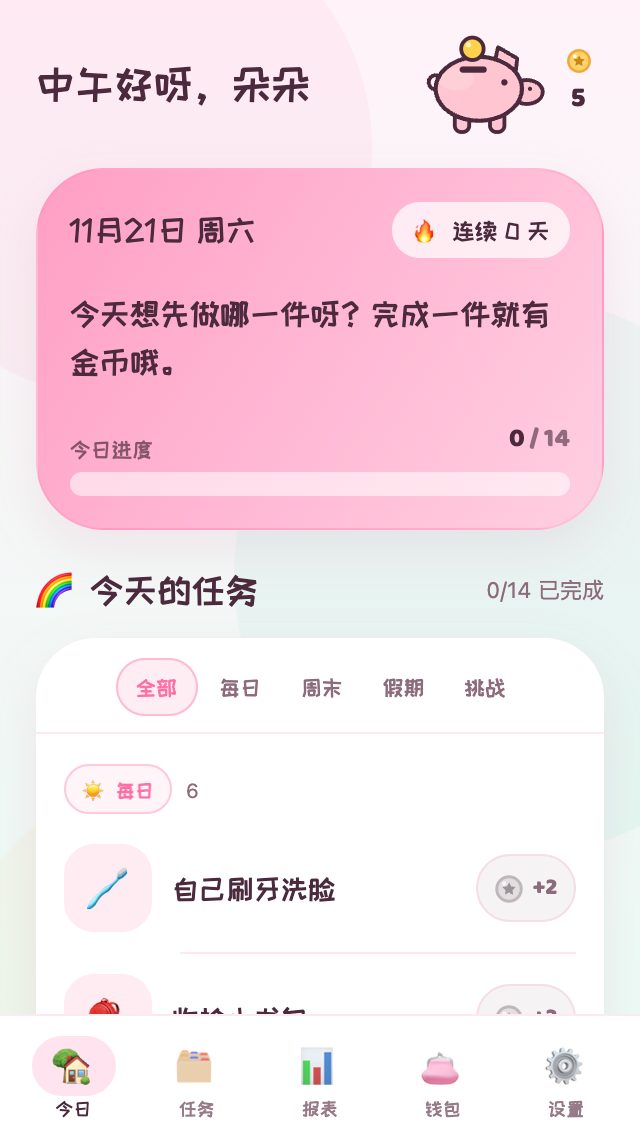 中午好呀，朵朵
5
11月21日 周六
连续 0 天
今天想先做哪一件呀？完成一件就有
金币哦。
今日进度
0 / 14
今天的任务
0/14 已完成
全部 每日 周末 假期 挑战
每日 6
自己刷牙洗脸
+2
今日 任务 报表 钱包 设置